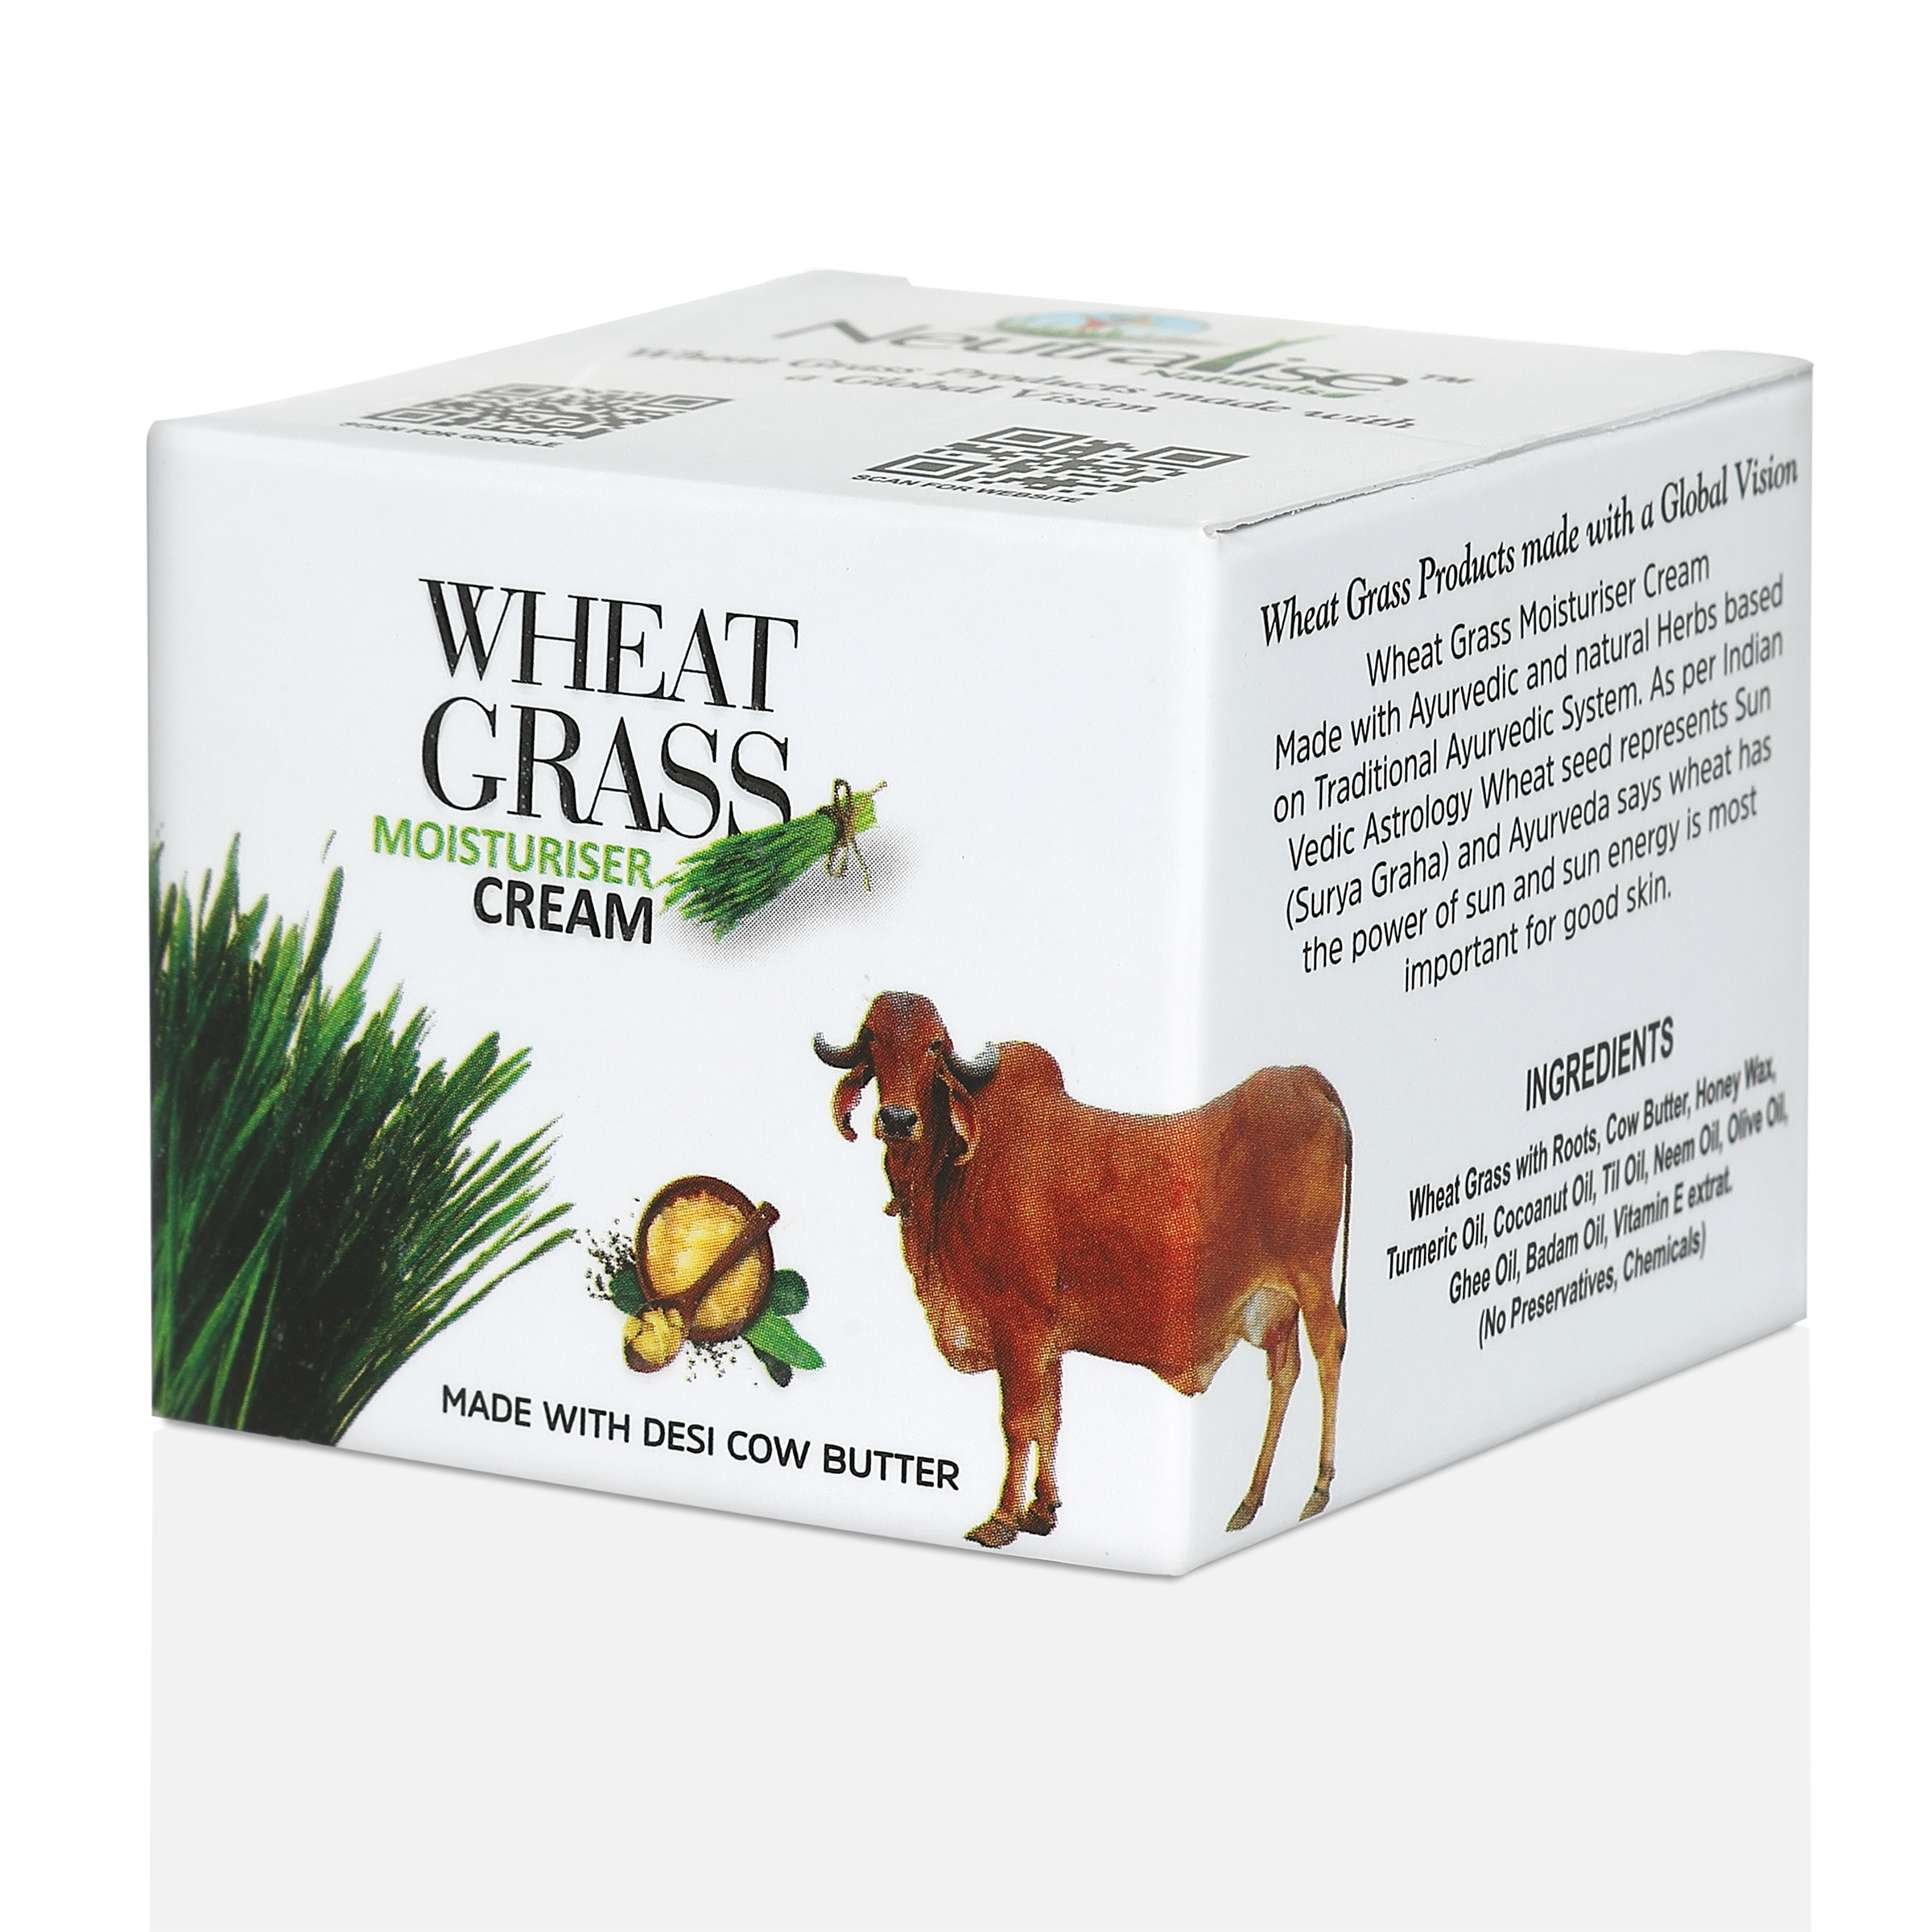 Neutralise™
Naturals
Wheat Grass Products made with
a Global Vision
SCAN FOR GOOGLE
SCAN FOR WEBSITE
WHEAT
GRASS
MOISTURISER
CREAM
MADE WITH DESI COW BUTTER
Wheat Grass Products made with a Global Vision
Wheat Grass Moisturiser Cream
Made with Ayurvedic and natural Herbs based
on Traditional Ayurvedic System. As per Indian
Vedic Astrology Wheat seed represents Sun
(Surya Graha) and Ayurveda says wheat has
the power of sun and sun energy is most
important for good skin.
INGREDIENTS
Wheat Grass with Roots, Cow Butter, Honey Wax,
Turmeric Oil, Cocoanut Oil, Til Oil, Neem Oil, Olive Oil,
Ghee Oil, Badam Oil, Vitamin E extrat.
(No Preservatives, Chemicals)